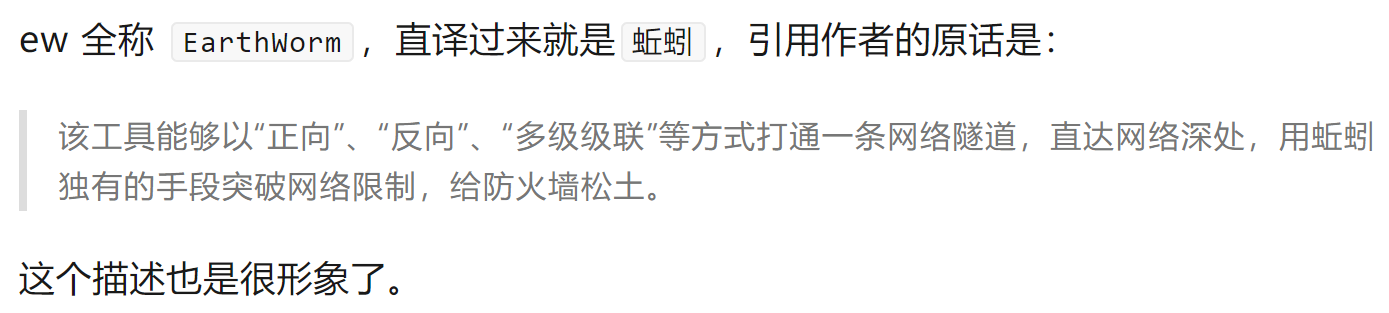 ew 全称 EarthWorm，直译过来就是蚯蚓，引用作者的原话是：
该工具能够以“正向”、“反向”、“多级级联”等方式打通一条网络隧道，直达网络深处，用蚯蚓
独有的手段突破网络限制，给防火墙松土。
这个描述也是很形象了。